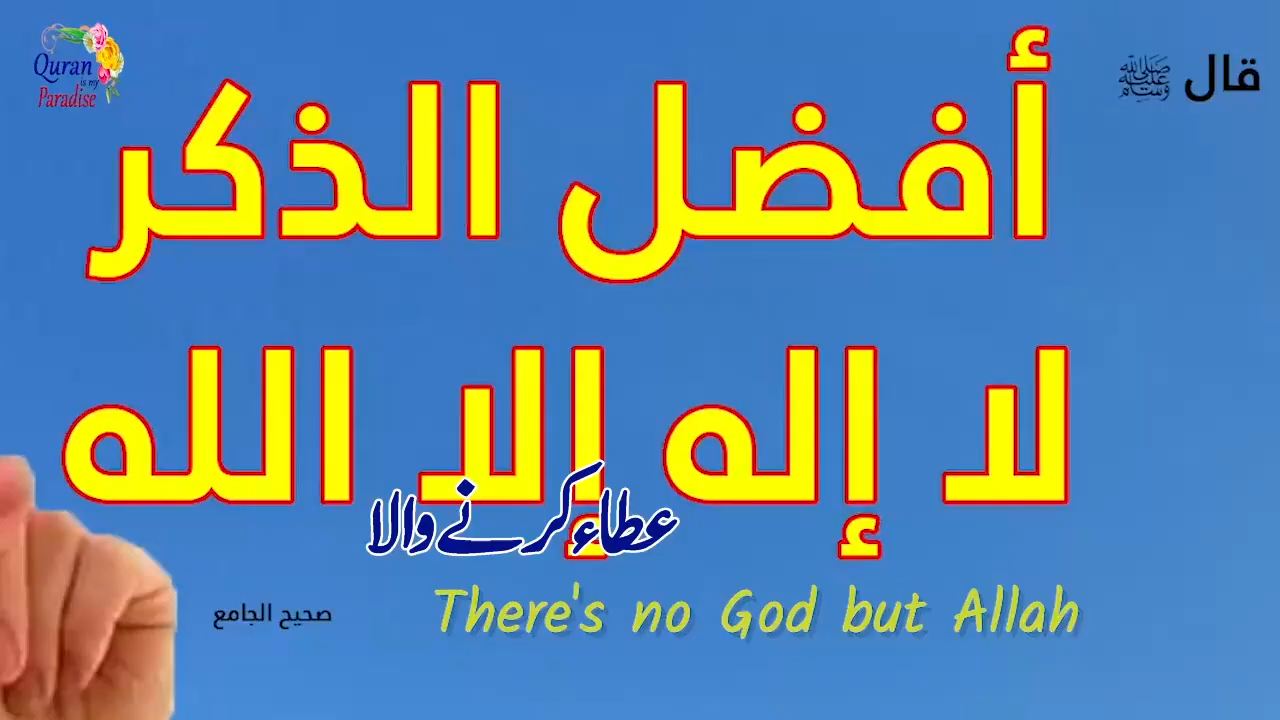 Quran
is my
Paradise
قال ﷺ
أفضل الذكر
لا إله إلا الله
عطاء کرنے والا
There's no God but Allah
صحيح الجامع